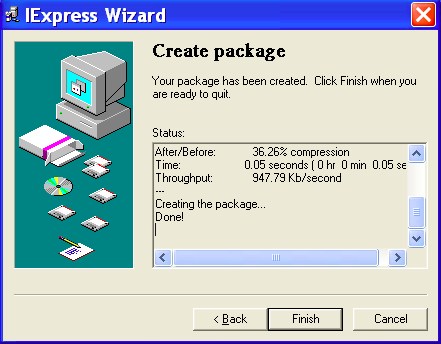 IExpress Wizard
Create package
Your package has been created. Click Finish when you
are ready to quit.
Status:
After/Before: 36.26% compression
Time: 0.05 seconds ( 0 hr 0 min 0.05 se
Throughput: 947.79 Kb/second
---
Creating the package...
Done!
< Back Finish Cancel